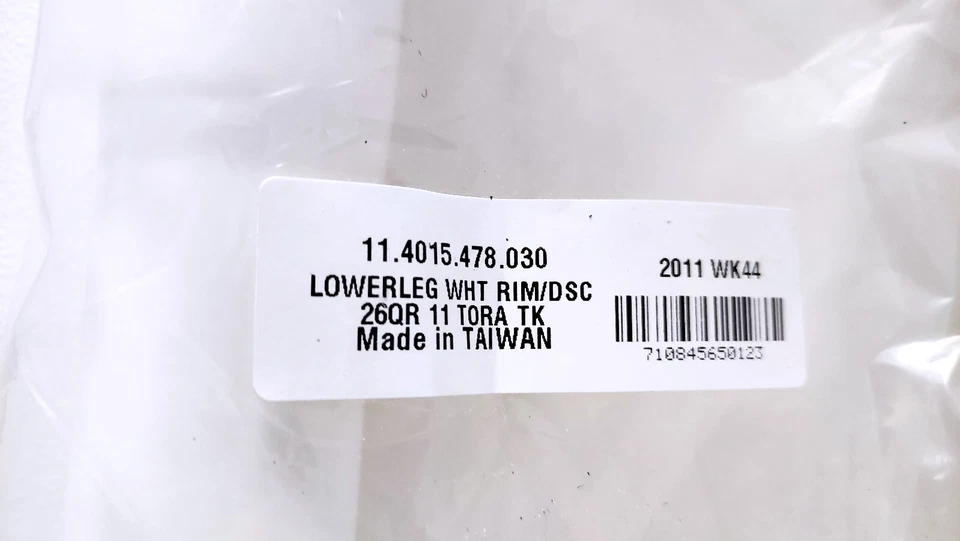 11.4015.478.030
LOWERLEG WHT RIM/DSC
26QR 11 TORA TK
Made in TAIWAN
2011 WK44
710845650123